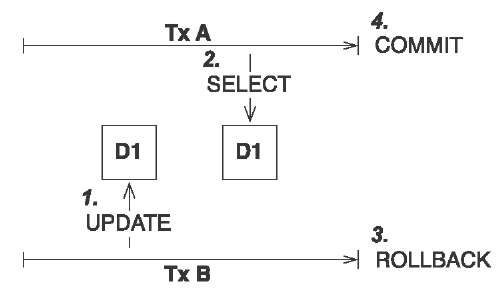 Tx A
4.
COMMIT
2.
SELECT
D1
D1
1.
UPDATE
3.
ROLLBACK
Tx B